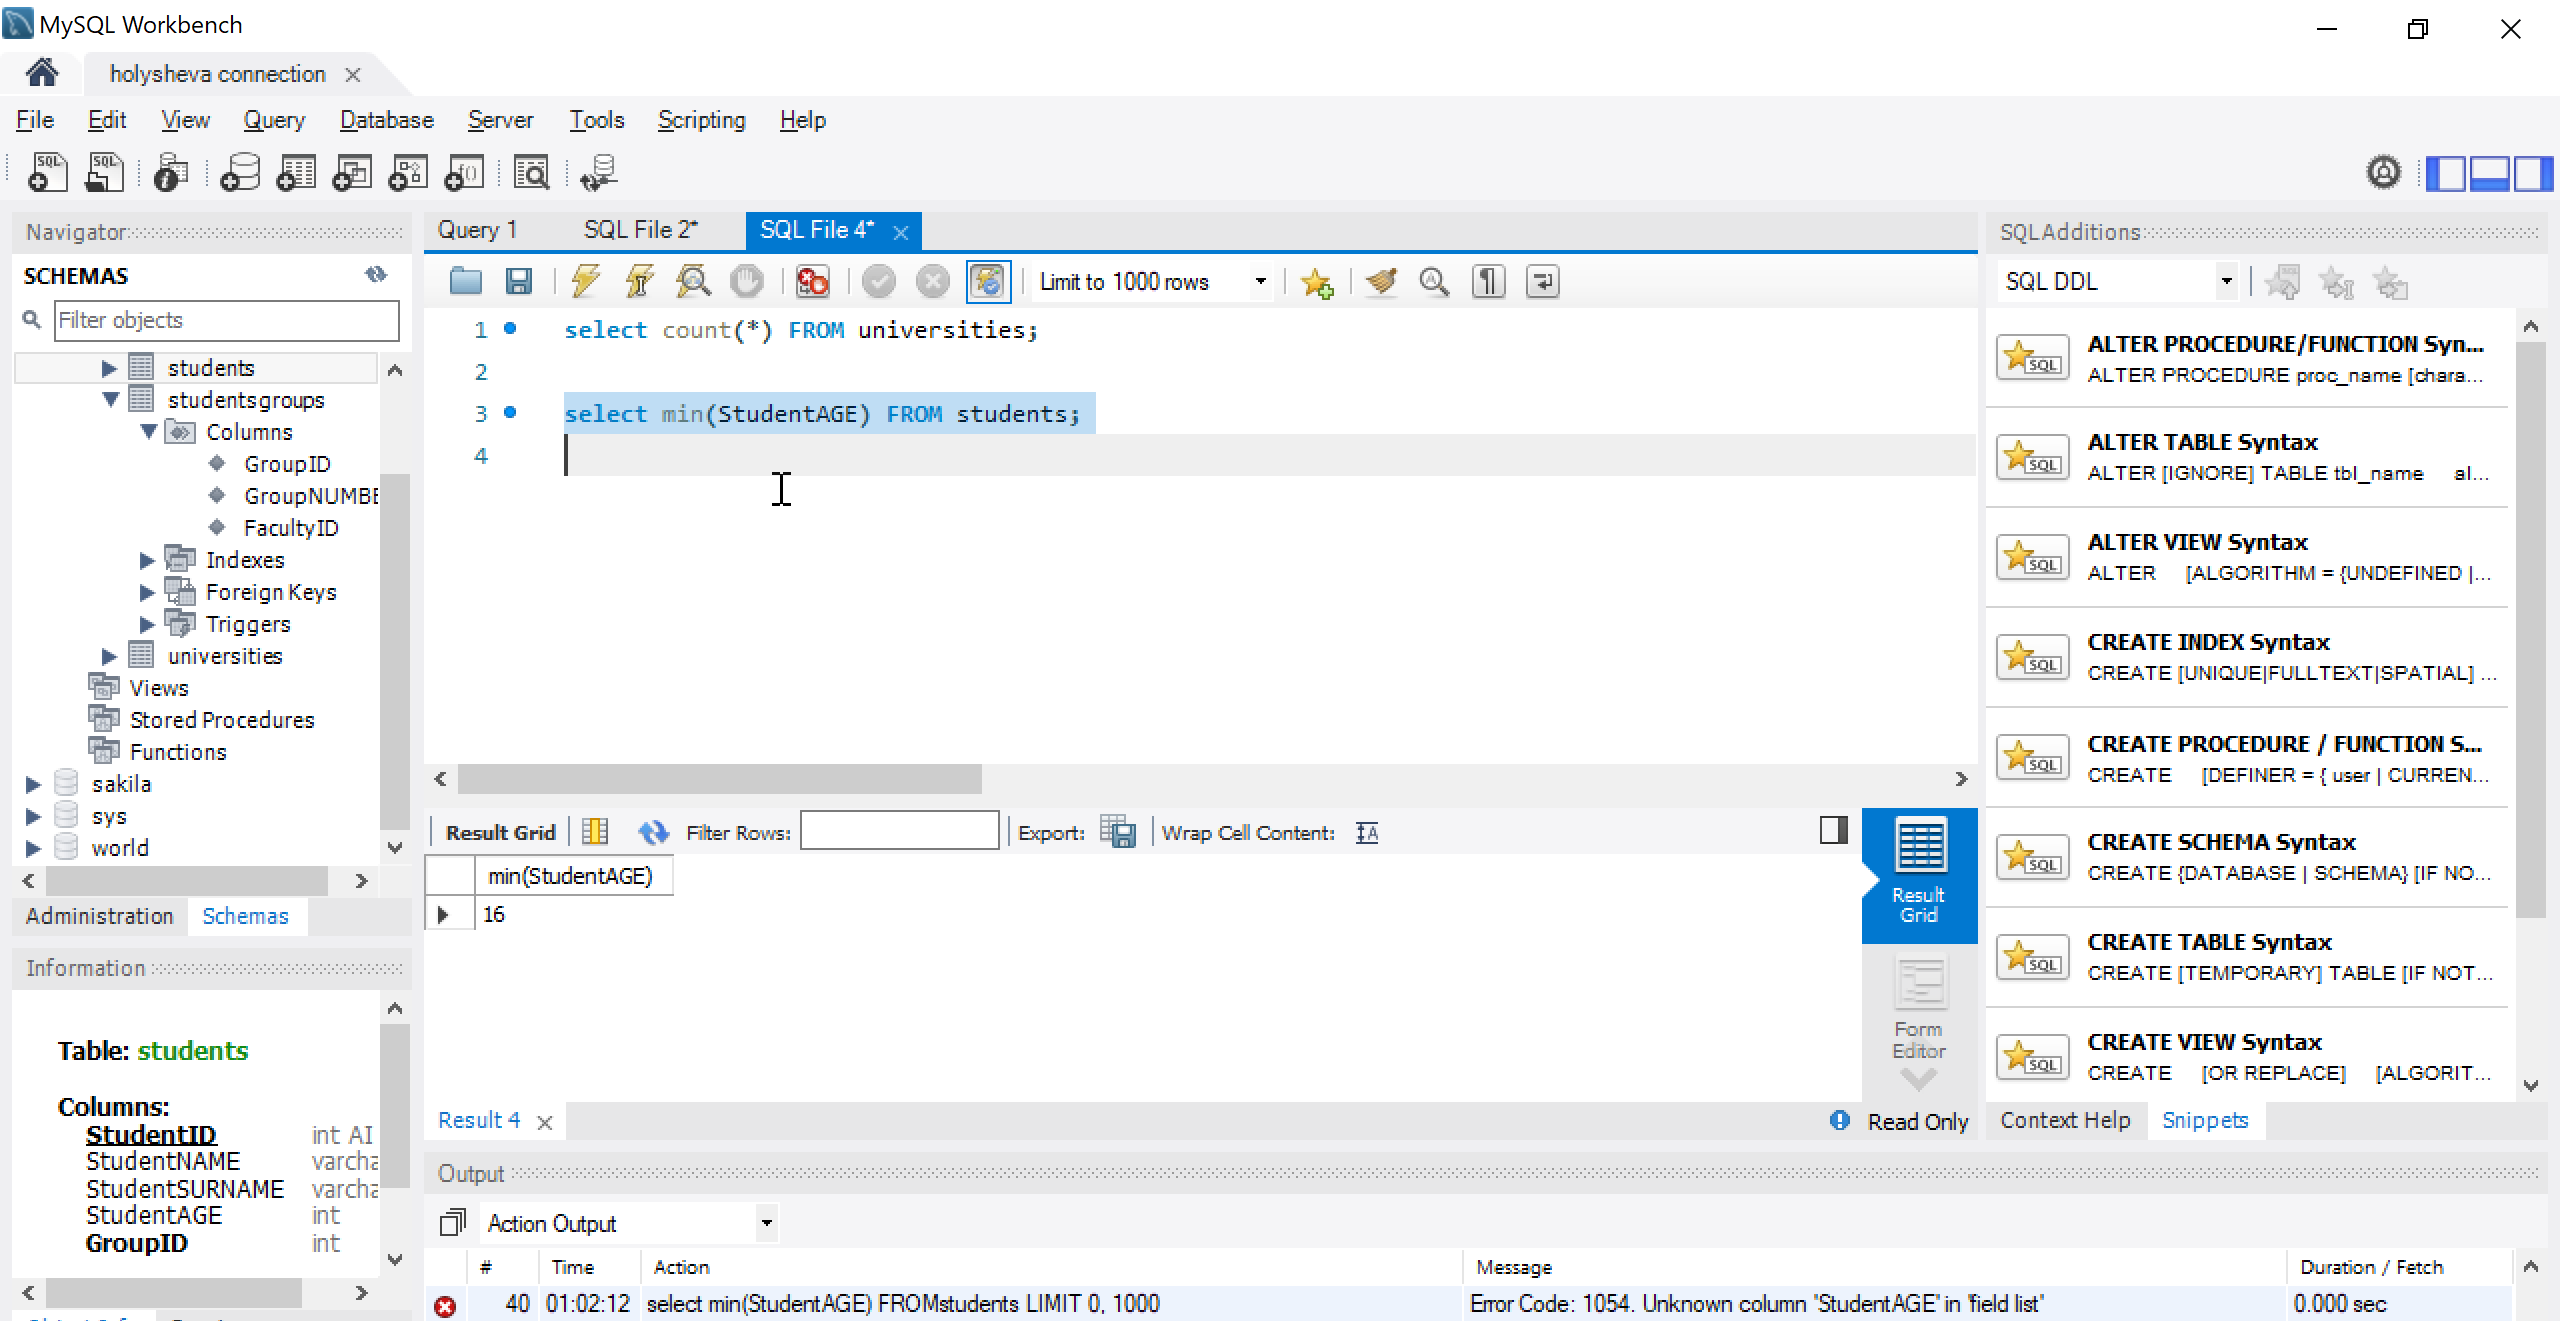 MySQL Workbench
holysheva connection
File Edit View Query Database Server Tools Scripting Help
Navigator
SCHEMAS
Filter objects
students
studentsgroups
Columns
GroupID
GroupNUMBE
FacultyID
Indexes
Foreign Keys
Triggers
universities
Views
Stored Procedures
Functions
sakila
sys
world
Administration Schemas
Information
Table: students
Columns:
StudentID int AI
StudentNAME varcha
StudentSURNAME varcha
StudentAGE int
GroupID int
Query 1 SQL File 2* SQL File 4*
Limit to 1000 rows
1 select count(*) FROM universities;
2
3 select min(StudentAGE) FROM students;
4
Result Grid Filter Rows: Export: Wrap Cell Content:
min(StudentAGE)
16
Result Grid
Form Editor
Result 4 Read Only
Output
Action Output
# Time Action Message Duration / Fetch
40 01:02:12 select min(StudentAGE) FROMstudents LIMIT 0, 1000 Error Code: 1054. Unknown column 'StudentAGE' in 'field list' 0.000 sec
SQLAdditions
SQL DDL
ALTER PROCEDURE/FUNCTION Syn...
ALTER PROCEDURE proc_name [chara...
ALTER TABLE Syntax
ALTER [IGNORE] TABLE tbl_name al...
ALTER VIEW Syntax
ALTER [ALGORITHM = {UNDEFINED |...
CREATE INDEX Syntax
CREATE [UNIQUE|FULLTEXT|SPATIAL] ...
CREATE PROCEDURE / FUNCTION S...
CREATE [DEFINER = { user | CURREN...
CREATE SCHEMA Syntax
CREATE {DATABASE | SCHEMA} [IF NO...
CREATE TABLE Syntax
CREATE [TEMPORARY] TABLE [IF NOT...
CREATE VIEW Syntax
CREATE [OR REPLACE] [ALGORIT...
Context Help Snippets